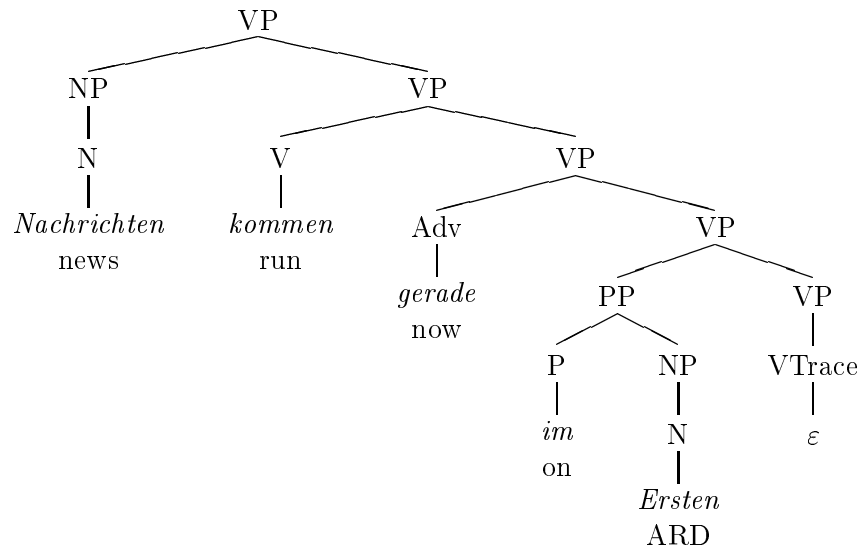 VP
NP VP
N V VP
Nachrichten kommen Adv VP
news run gerade PP VP
now P NP VTrace
im N ε
on Ersten
ARD